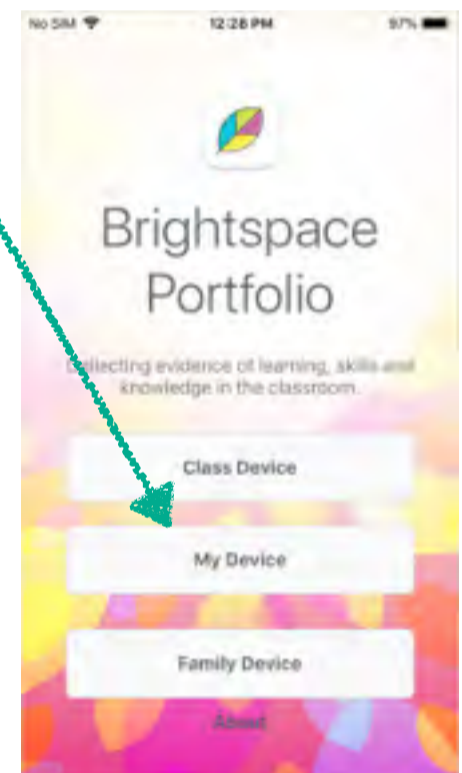 No SIM 12:28 PM 97%
Brightspace
Portfolio
Collecting evidence of learning, skills and
knowledge in the classroom.
Class Device
My Device
Family Device
About